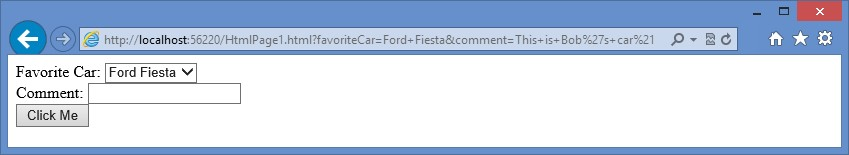 http://localhost:56220/HtmlPage1.html?favoriteCar=Ford+Fiesta&comment=This+is+Bob%27s+car%21
Favorite Car: Ford Fiesta
Comment:
Click Me